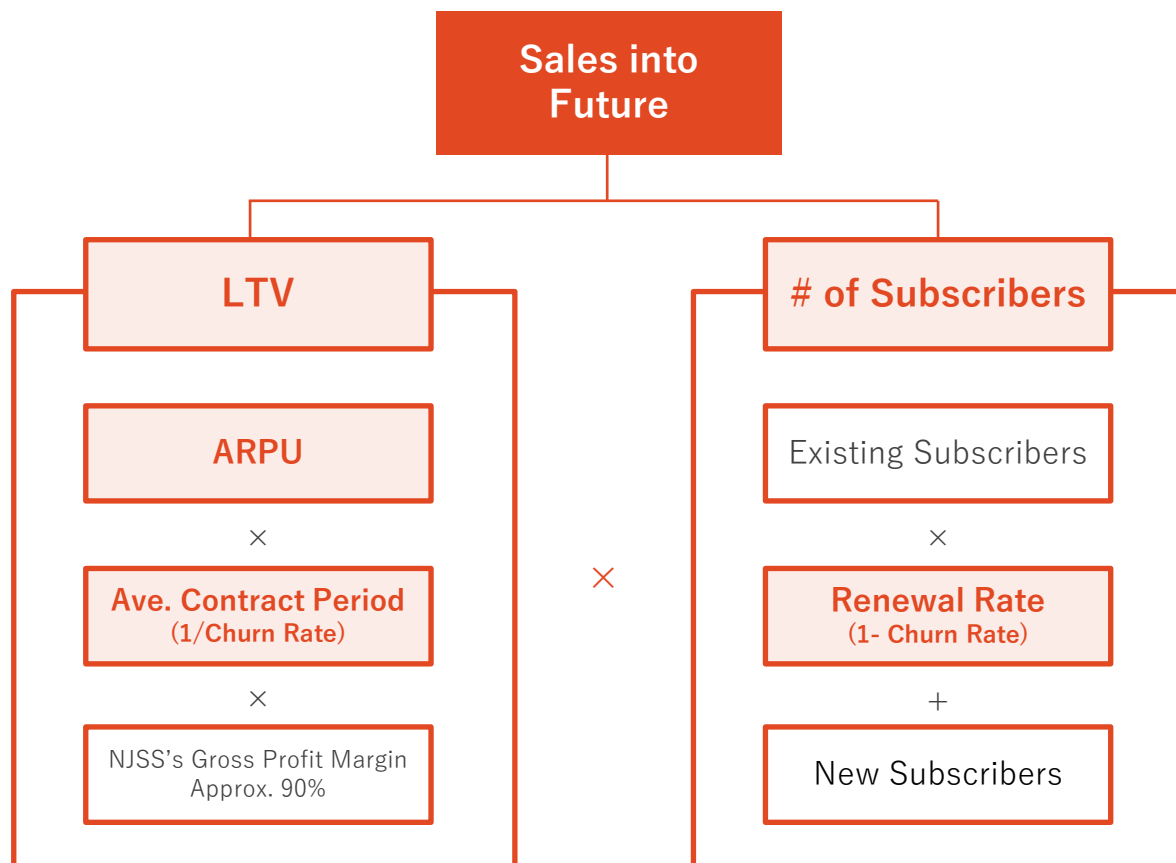 Sales into
Future
LTV
ARPU
×
Ave. Contract Period
(1/Churn Rate)
×
NJSS's Gross Profit Margin
Approx. 90%
×
# of Subscribers
Existing Subscribers
×
Renewal Rate
(1- Churn Rate)
+
New Subscribers